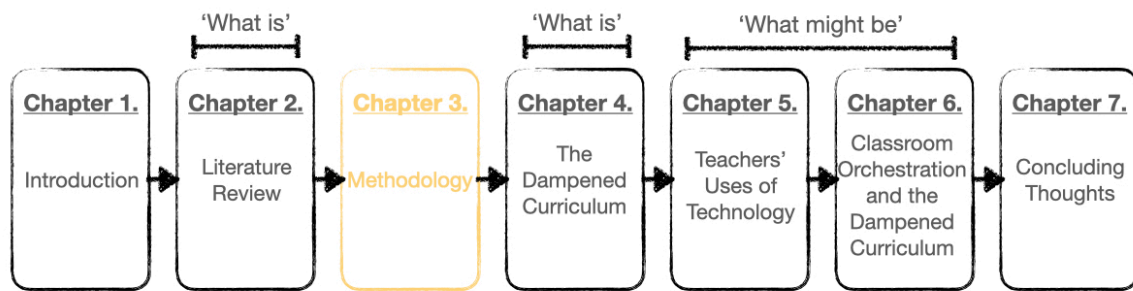 ‘What is’
‘What is’
‘What might be’
Chapter 1.
Introduction
Chapter 2.
Literature
Review
Chapter 3.
Methodology
Chapter 4.
The
Dampened
Curriculum
Chapter 5.
Teachers’
Uses of
Technology
Chapter 6.
Classroom
Orchestration
and the
Dampened
Curriculum
Chapter 7.
Concluding
Thoughts